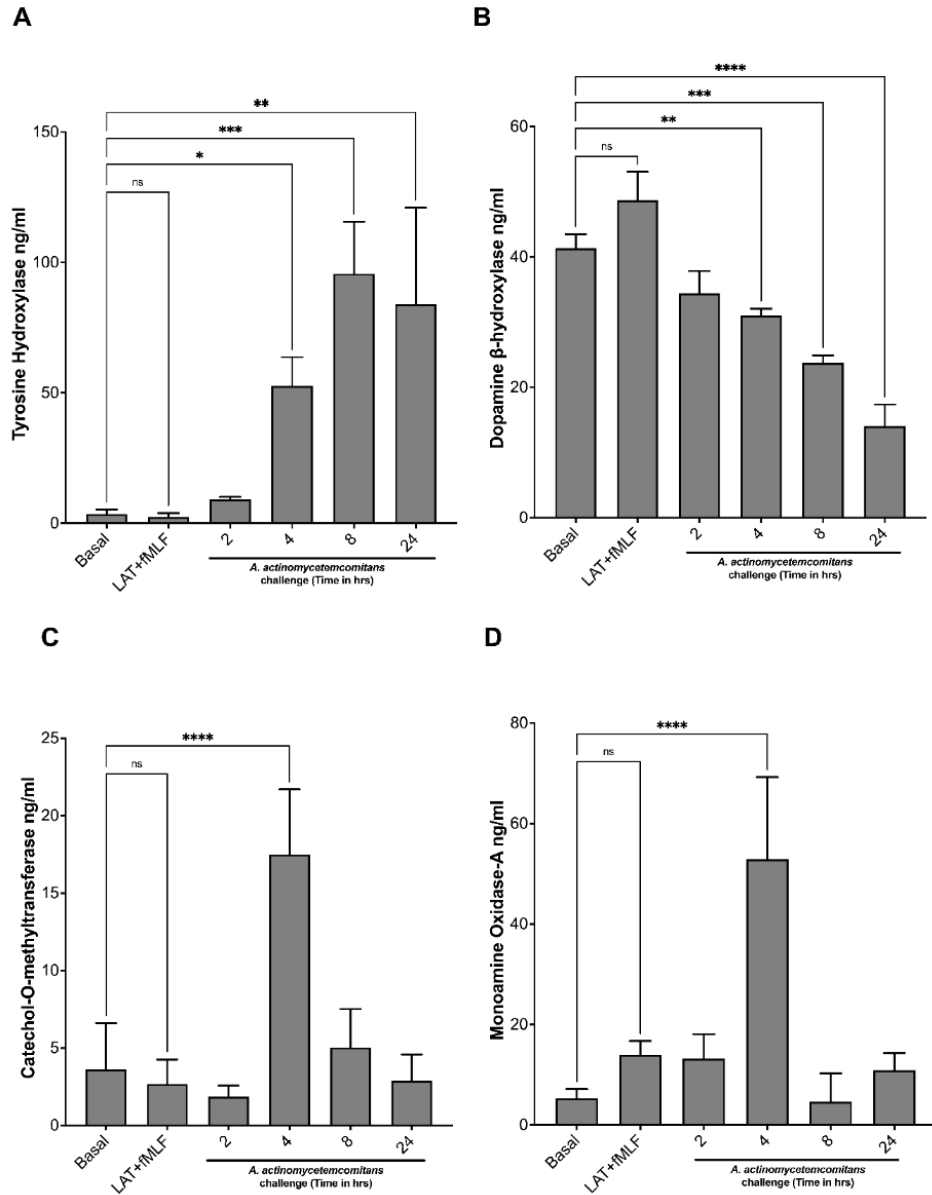 A
Tyrosine Hydroxylase ng/ml
150
100
50
0
**
***
*
ns
Basal
LAT+fMLF
2
4
8
24
A. actinomycetemcomitans
challenge (Time in hrs)
B
Dopamine β-hydroxylase ng/ml
60
40
20
0
****
***
**
ns
Basal
LAT+fMLF
2
4
8
24
A. actinomycetemcomitans
challenge (Time in hrs)
C
Catechol-O-methyltransferase ng/ml
25
20
15
10
5
0
****
ns
Basal
LAT+fMLF
2
4
8
24
A. actinomycetemcomitans
challenge (Time in hrs)
D
Monoamine Oxidase-A ng/ml
80
60
40
20
0
****
ns
Basal
LAT+fMLF
2
4
8
24
A. actinomycetemcomitans
challenge (Time in hrs)